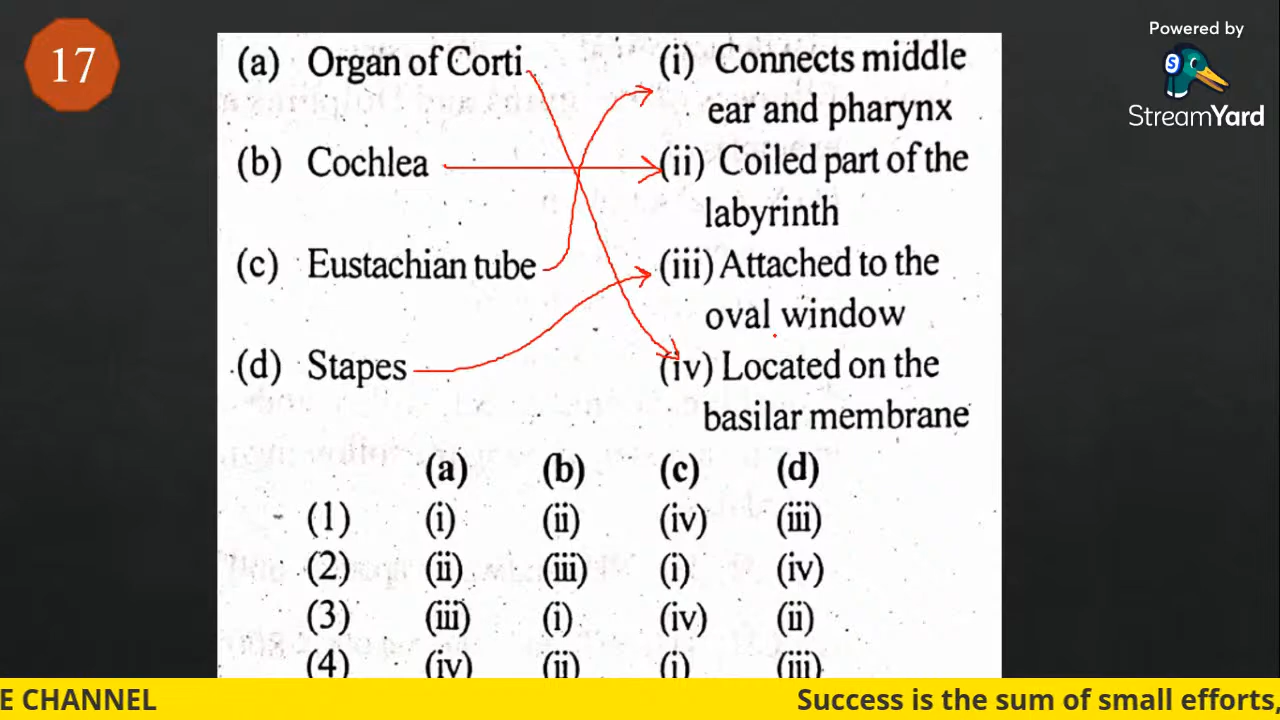 17
Powered by
StreamYard
(a) Organ of Corti (i) Connects middle
ear and pharynx
(b) Cochlea (ii) Coiled part of the
labyrinth
(c) Eustachian tube (iii) Attached to the
oval window
(d) Stapes (iv) Located on the
basilar membrane
(a) (b) (c) (d)
(1) (i) (ii) (iv) (iii)
(2) (ii) (iii) (i) (iv)
(3) (iii) (i) (iv) (ii)
(4) (iv) (ii) (i) (iii)
E CHANNEL Success is the sum of small efforts,